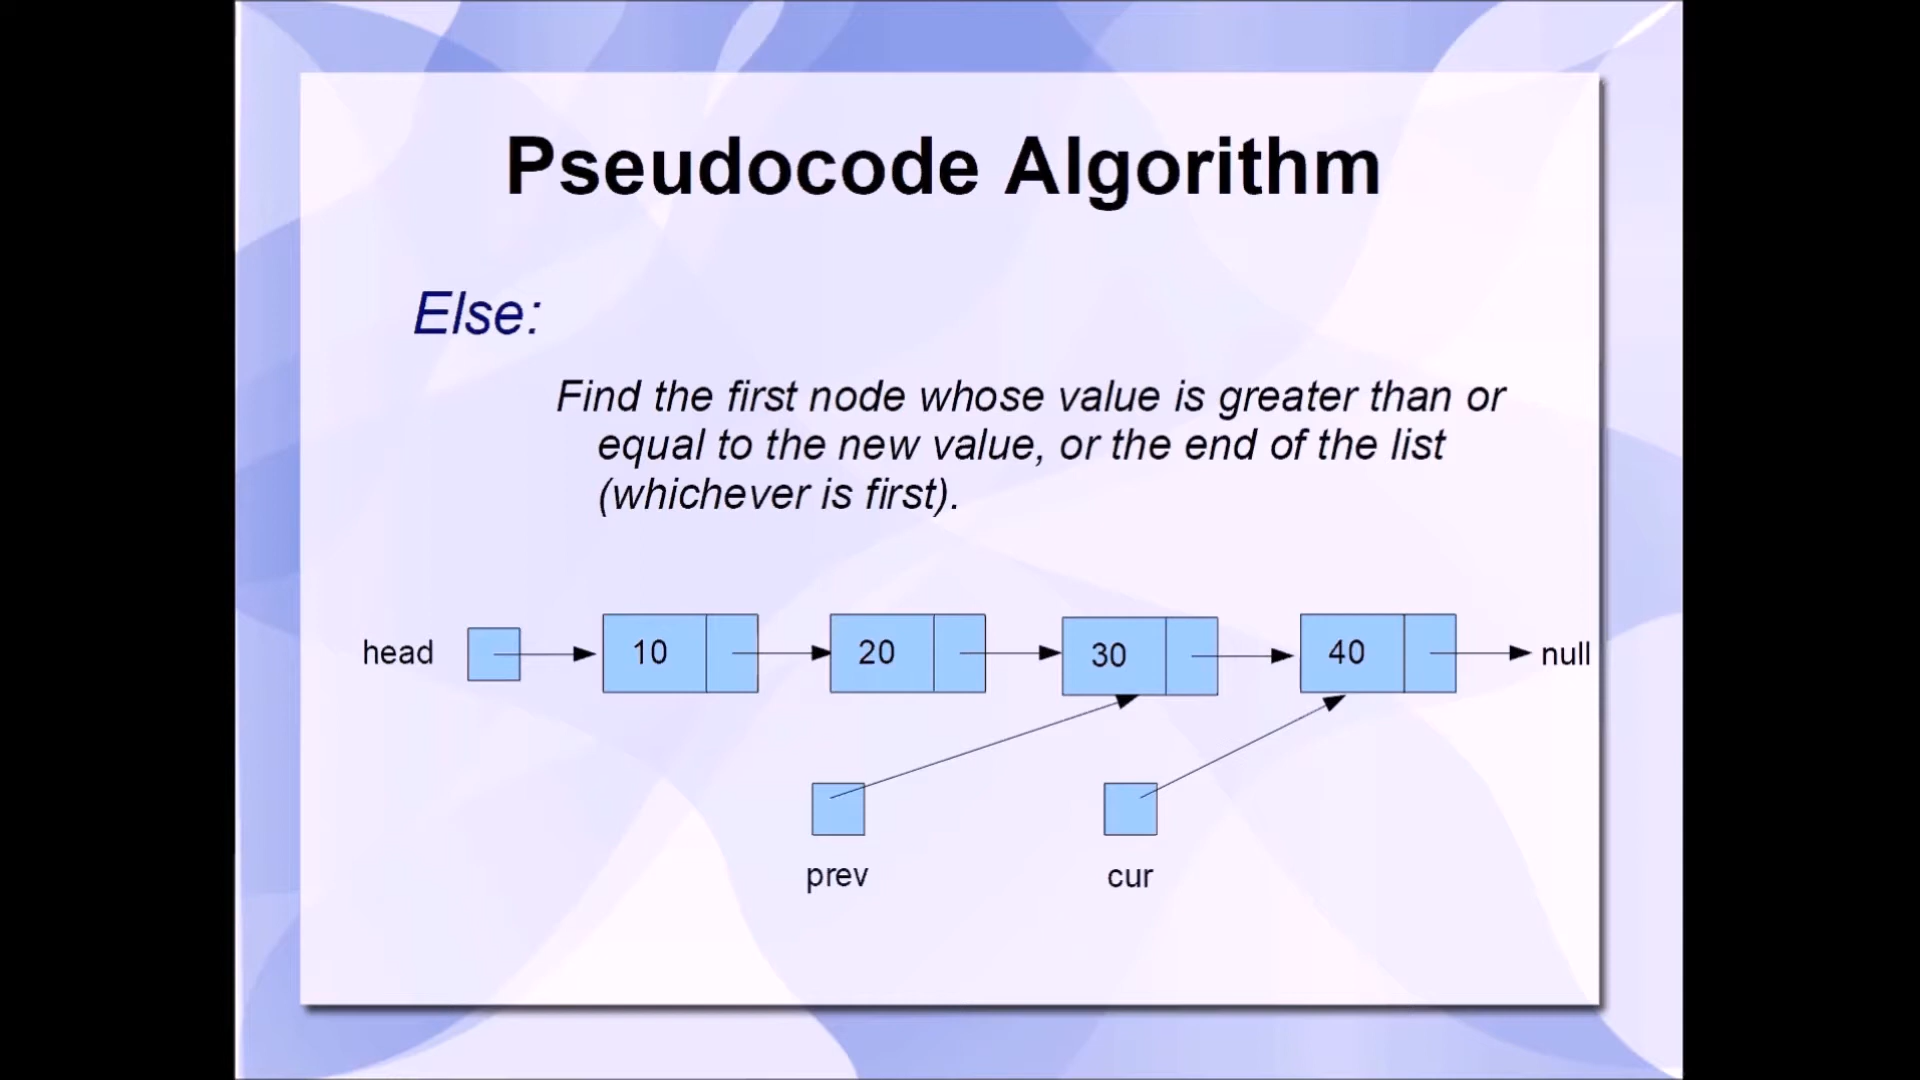 Pseudocode Algorithm
Else:
Find the first node whose value is greater than or
equal to the new value, or the end of the list
(whichever is first).
head 10 20 30 40 null
prev cur